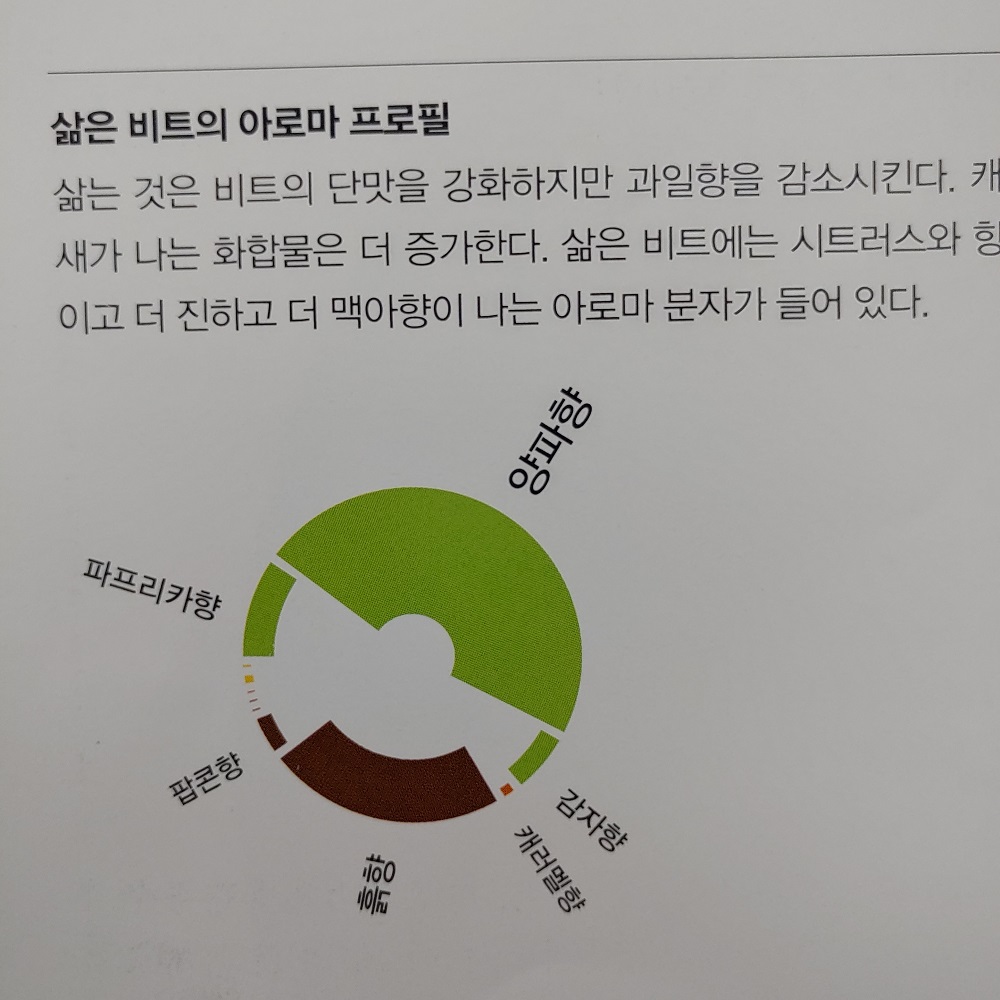 삶은 비트의 아로마 프로필
삶는 것은 비트의 단맛을 강화하지만 과일향을 감소시킨다. 캐
새가 나는 화합물은 더 증가한다. 삶은 비트에는 시트러스와 항
이고 더 진하고 더 맥아향이 나는 아로마 분자가 들어 있다.
양파향
파프리카향
팝콘향
감자향
캐러멜향
흙향